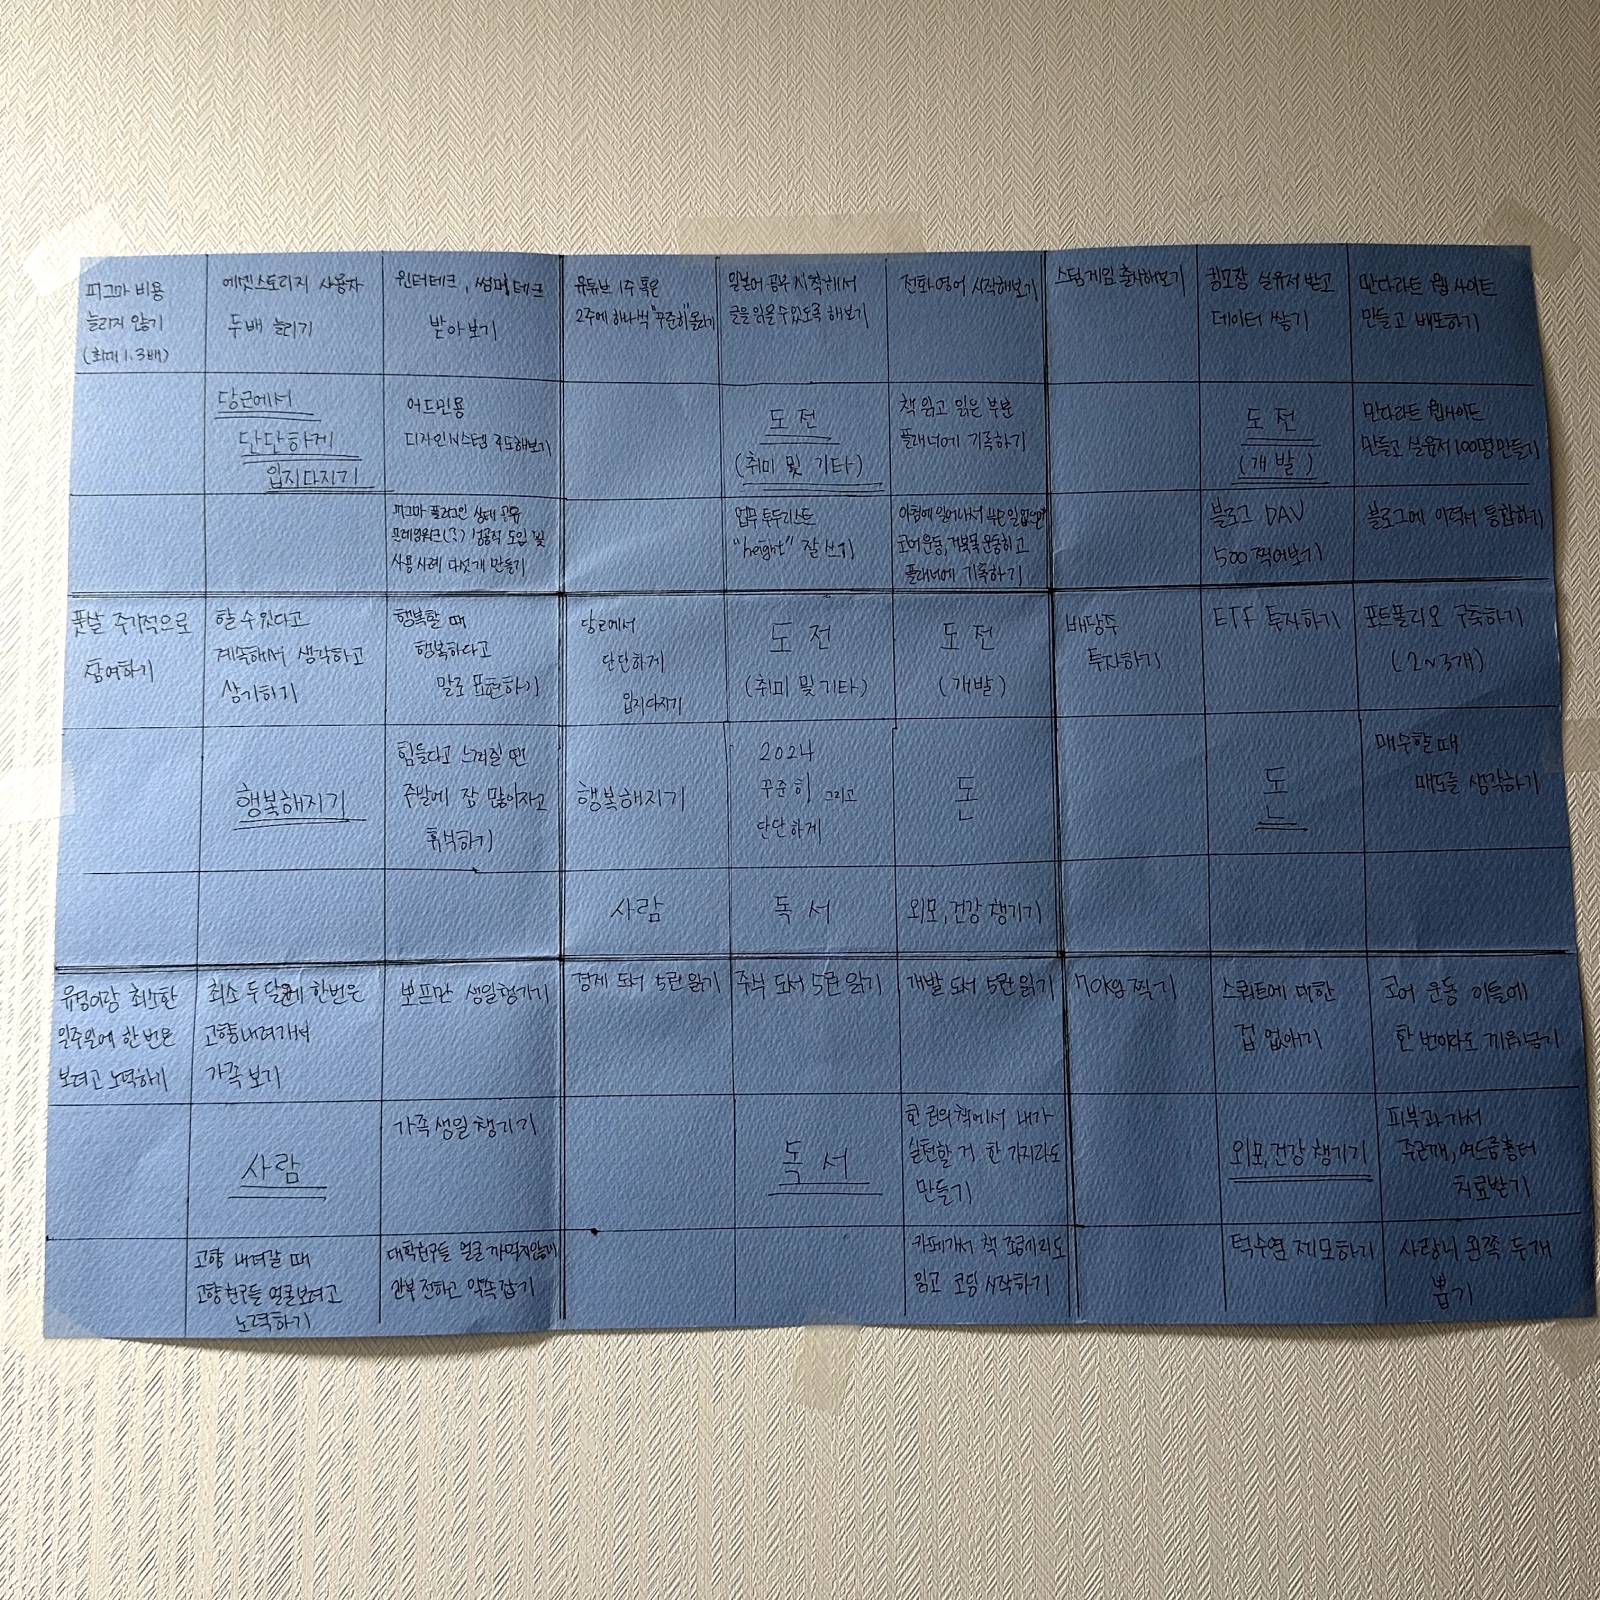 피그마 비용
늘리지 않기
(최대 1.3배)
에셋스토리지 사용자
두배 늘리기
윈터테크, 썸머테크
받아보기
유튜브 1주 혹은
2주에 하나씩 "꾸준히" 올리기
일본어 공부 시작해서
글을 읽을 수 있도록 해보기
전화영어 시작해보기
스팀게임 출시해보기
공모장 실유저 받고
데이터 쌓기
만다라트 웹 사이트
만들고 배포하기
당근에서
단단하게
입지다지기
어드민용
디자인시스템 주도해보기
도전
(취미 및 기타)
책 읽고 읽은 부분
플래너에 기록하기
도전
(개발)
만다라트 웹사이트
만들고 실유저 100명 만들기
피그마 플러그인 상태 공유
프레임워크(?) 성공적 도입 및
사용사례 다섯개 만들기
업무 투두리스트
"height" 잘 쓰기
아침에 일어나서
코어운동, 거북목 운동하고
플래너에 기록하기
블로그 DAU
500 찍어보기
블로그에 이력서 통합하기
풋살 주기적으로
참여하기
할 수 있다고
계속해서 생각하고
상기하기
행복할 때
행복하다고
말로 표현하기
당근에서
단단하게
입지다지기
도전
(취미 및 기타)
도전
(개발)
배당주
투자하기
ETF 투자하기
포트폴리오 구축하기
(2~3개)
행복해지기
힘들다고 느껴질 땐
주말에 잠 많이자고
휴식하기
행복해지기
2024
꾸준히 그리고
단단하게
돈
돈
매수할 때
매도를 생각하기
사람
독서
외모, 건강 챙기기
최소한
일주일에 한 번은
보려고 노력하기
최소 두 달에 한번은
고향내려가서
가족 보기
보프만 생일챙기기
경제 도서 5권 읽기
주식 도서 5권 읽기
개발 도서 5권 읽기
찍기
스쿼트에 대한
겁 없애기
코어 운동 이틀에
한 번이라도 끼워넣기
사람
가족 생일 챙기기
독서
한 권의 책에서 내가
실천할 거 한 가지라도
만들기
외모, 건강 챙기기
피부과 가서
주근깨, 여드름 흉터
치료받기
고향 내려갈 때
고향친구들 얼굴보려고
노력하기
대학친구들 얼굴 까먹지않게
안부 전하고 약속잡기
카페가서 책 조금이라도
읽고 코딩 시작하기
턱수염 제모하기
사랑니 왼쪽 두개
뽑기